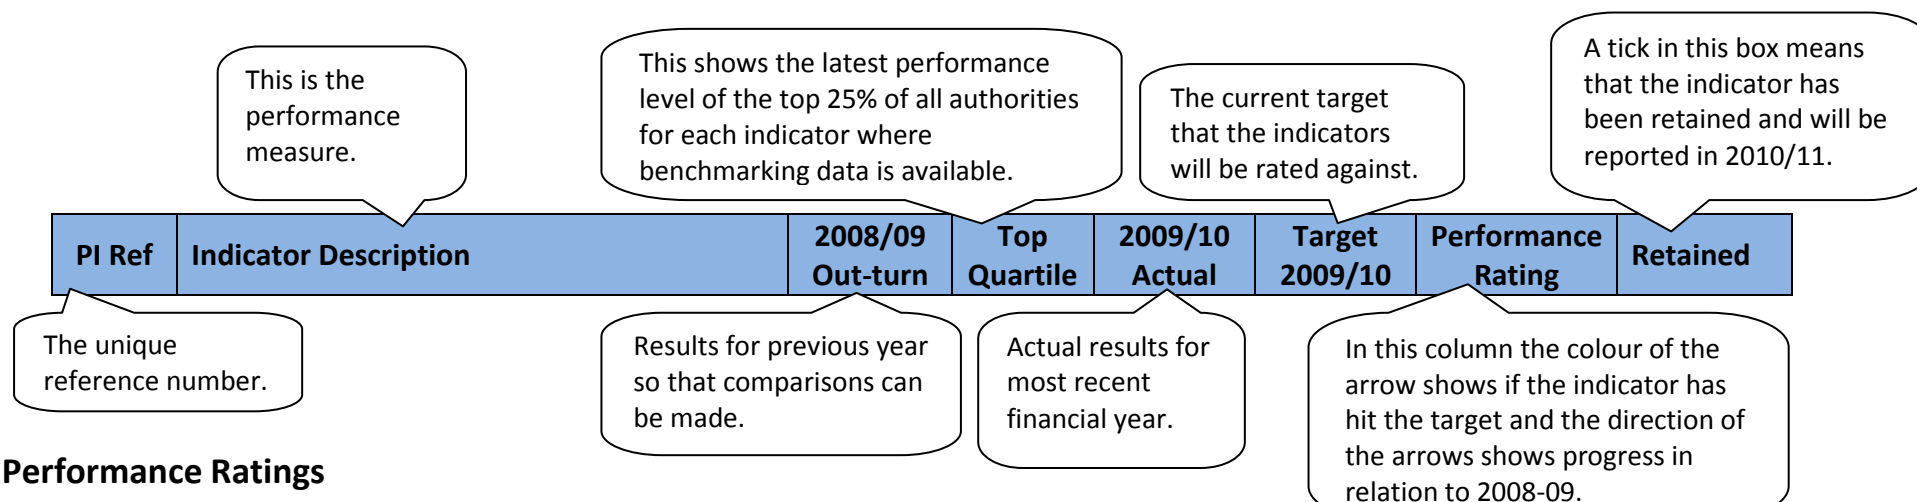 This is the
performance
measure.
This shows the latest performance
level of the top 25% of all authorities
for each indicator where
benchmarking data is available.
The current target
that the indicators
will be rated against.
A tick in this box means
that the indicator has
been retained and will be
reported in 2010/11.
PI Ref
Indicator Description
2008/09
Out-turn
Top
Quartile
2009/10
Actual
Target
2009/10
Performance
Rating
Retained
The unique
reference number.
Results for previous year
so that comparisons can
be made.
Actual results for
most recent
financial year.
In this column the colour of the
arrow shows if the indicator has
hit the target and the direction of
the arrows shows progress in
relation to 2008-09.
Performance Ratings